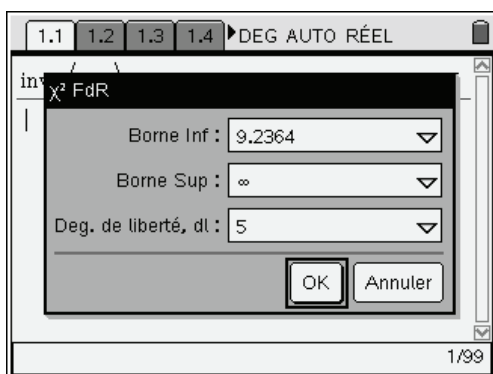 1.1 1.2 1.3 1.4 DEG AUTO RÉEL
χ² FdR
Borne Inf : 9.2364
Borne Sup : ∞
Deg. de liberté, dl : 5
OK Annuler
1/99